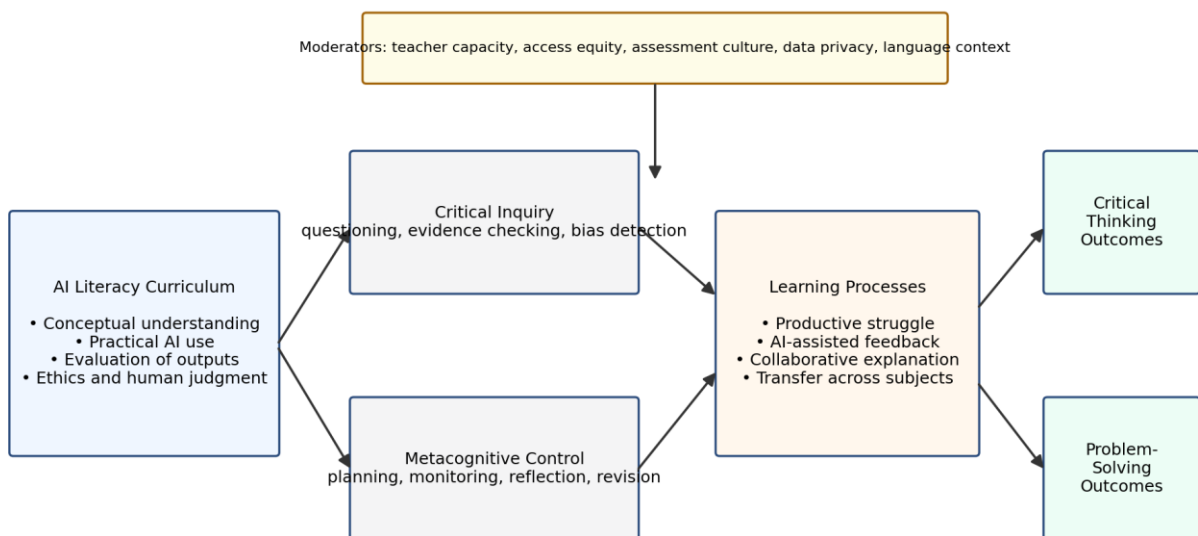 Moderators: teacher capacity, access equity, assessment culture, data privacy, language context
AI Literacy Curriculum
• Conceptual understanding
• Practical AI use
• Evaluation of outputs
• Ethics and human judgment
Critical Inquiry
questioning, evidence checking, bias detection
Metacognitive Control
planning, monitoring, reflection, revision
Learning Processes
• Productive struggle
• AI-assisted feedback
• Collaborative explanation
• Transfer across subjects
Critical
Thinking
Outcomes
Problem-
Solving
Outcomes